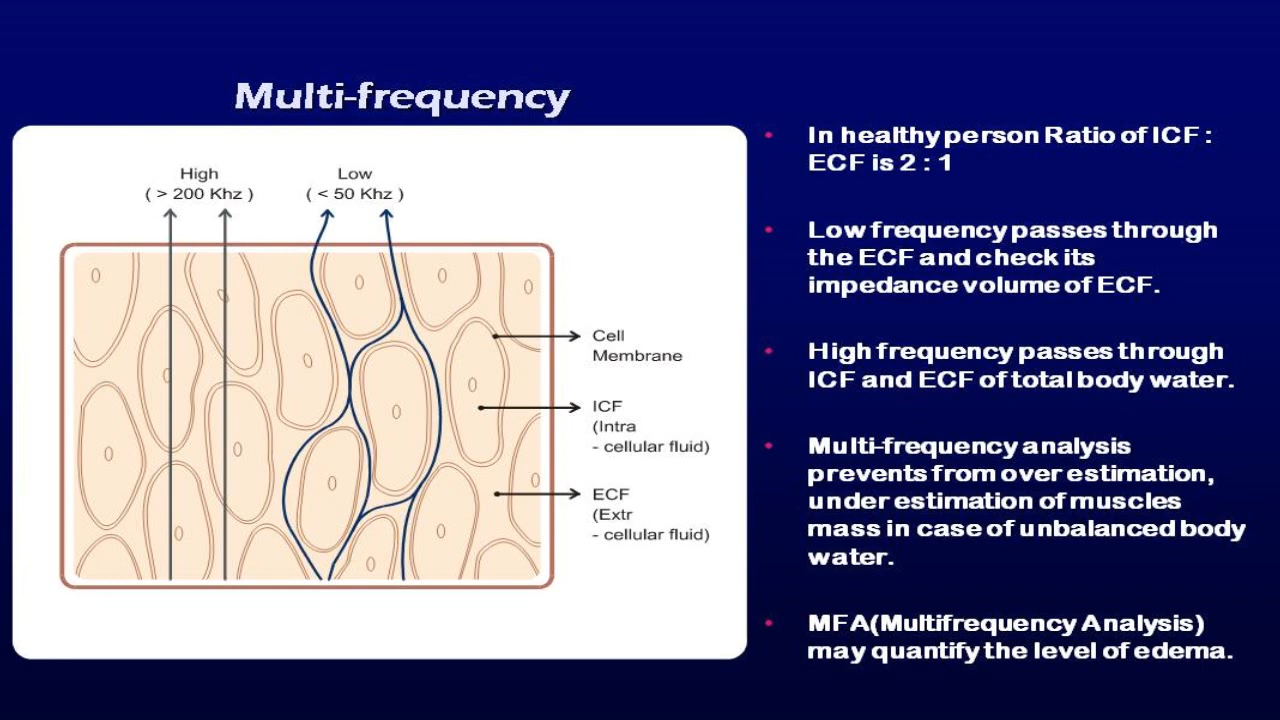 Multi-frequency
High
( > 200 Khz )
Low
( < 50 Khz )
Cell
Membrane
ICF
(Intra
- cellular fluid)
ECF
(Extr
- cellular fluid)
• In healthy person Ratio of ICF :
ECF is 2 : 1
• Low frequency passes through
the ECF and check its
impedance volume of ECF.
• High frequency passes through
ICF and ECF of total body water.
• Multi-frequency analysis
prevents from over estimation,
under estimation of muscles
mass in case of unbalanced body
water.
• MFA(Multifrequency Analysis)
may quantify the level of edema.